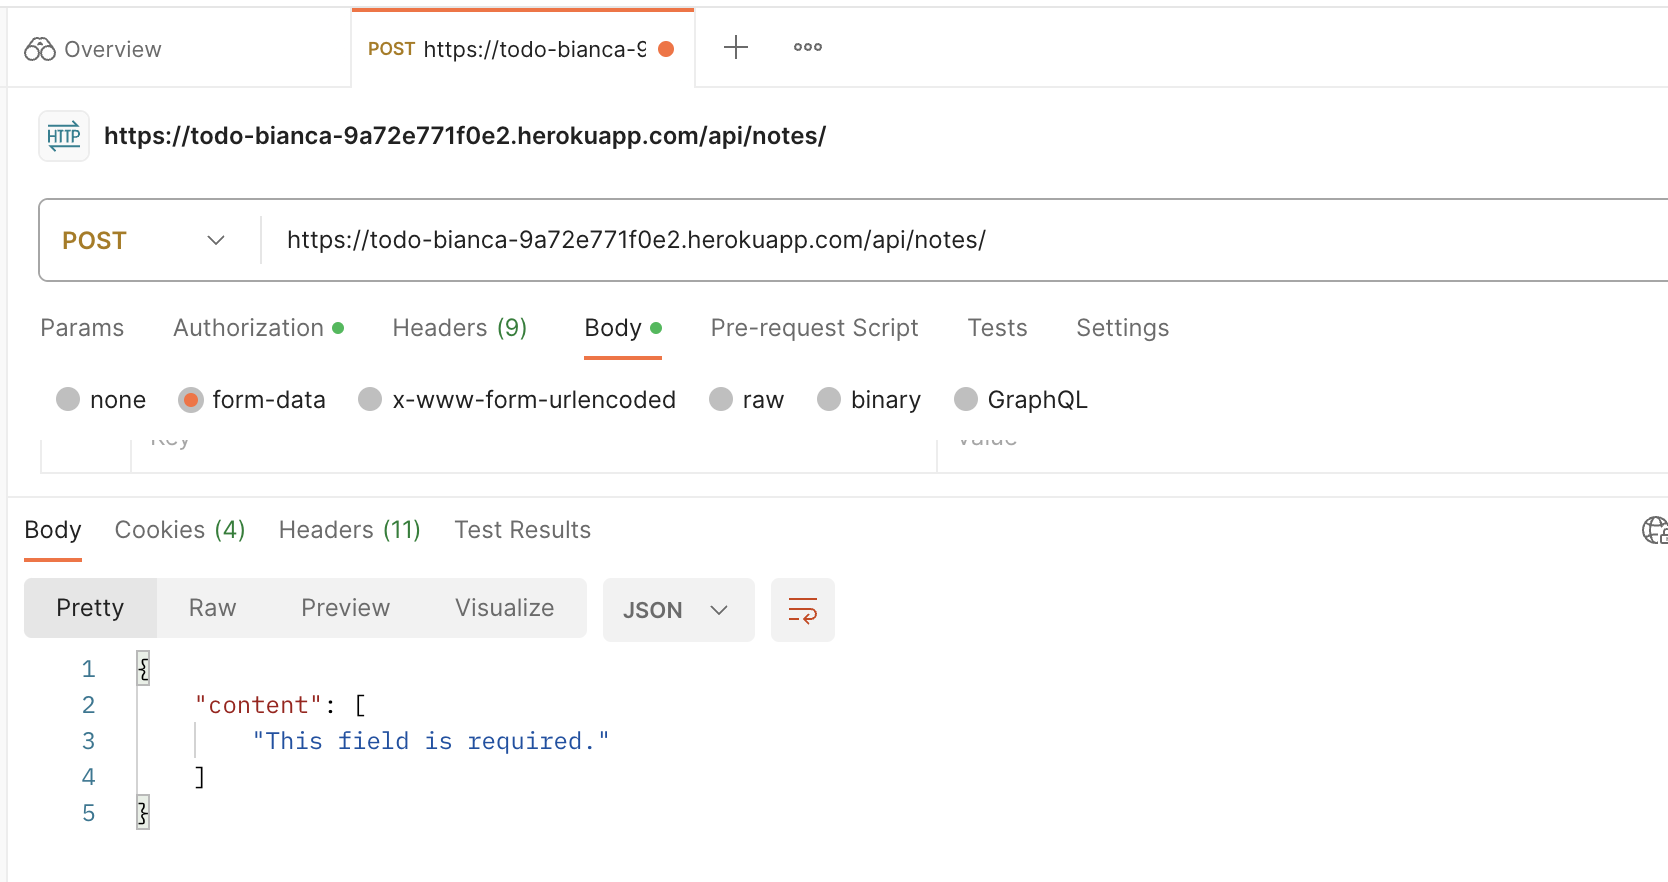 Overview
POST https://todo-bianca-9
https://todo-bianca-9a72e771f0e2.herokuapp.com/api/notes/
POST https://todo-bianca-9a72e771f0e2.herokuapp.com/api/notes/
Params Authorization Headers (9) Body Pre-request Script Tests Settings
none form-data x-www-form-urlencoded raw binary GraphQL
Key Value
Body Cookies (4) Headers (11) Test Results
Pretty Raw Preview Visualize JSON
1 {
2 "content": [
3 "This field is required."
4 ]
5 }